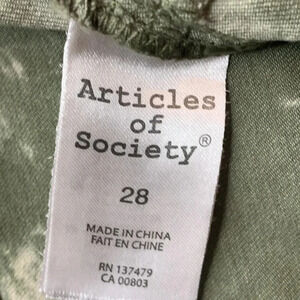 Articles
of
Society®
28
MADE IN CHINA
FAIT EN CHINE
RN 137479
CA 00803